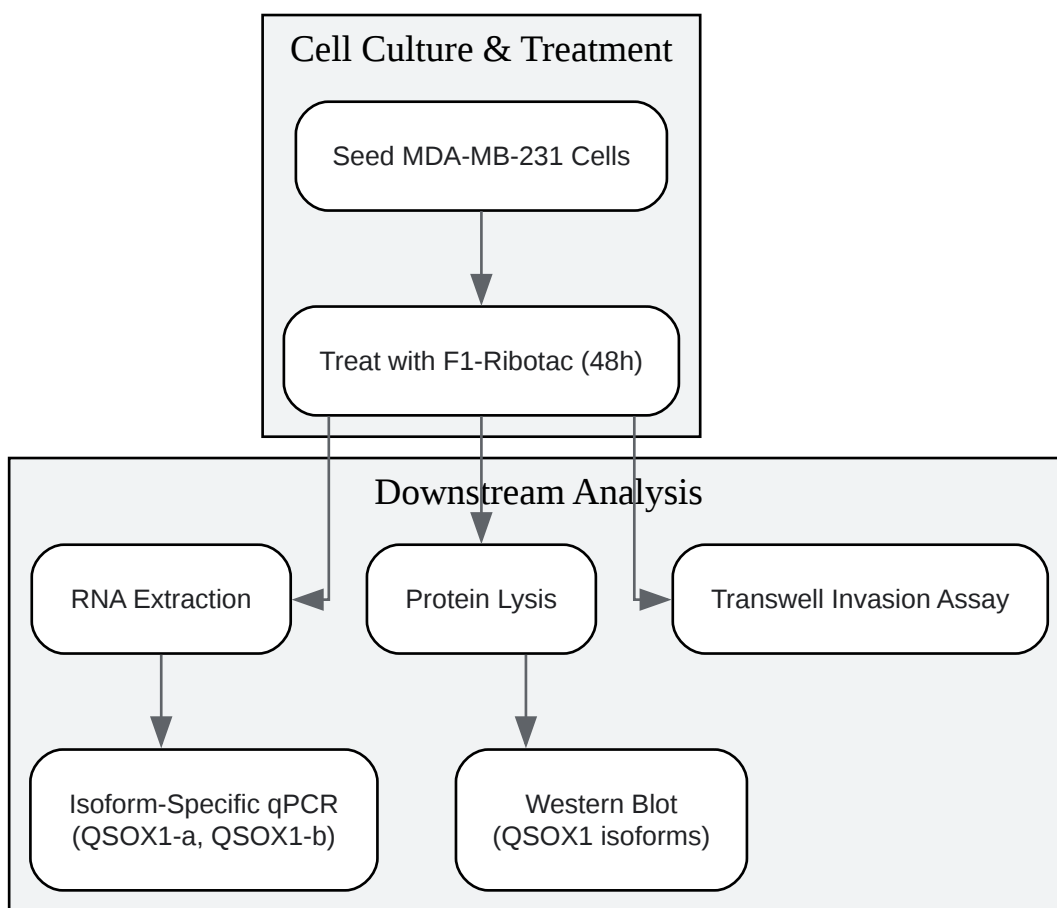 Cell Culture & Treatment
Seed MDA-MB-231 Cells
Treat with F1-Ribotac (48h)
Downstream Analysis
RNA Extraction
Protein Lysis
Transwell Invasion Assay
Isoform-Specific qPCR
(QSOX1-a, QSOX1-b)
Western Blot
(QSOX1 isoforms)